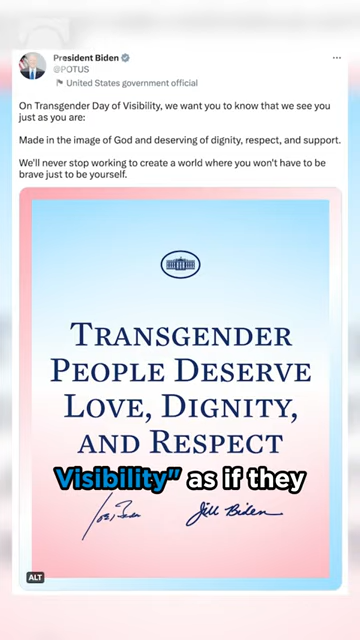 President Biden
@POTUS
United States government official
On Transgender Day of Visibility, we want you to know that we see you
just as you are:
Made in the image of God and deserving of dignity, respect, and support.
We'll never stop working to create a world where you won't have to be
brave just to be yourself.
TRANSGENDER
PEOPLE DESERVE
LOVE, DIGNITY,
AND RESPECT
Visibility" as if they
Joe Biden Jill Biden
ALT